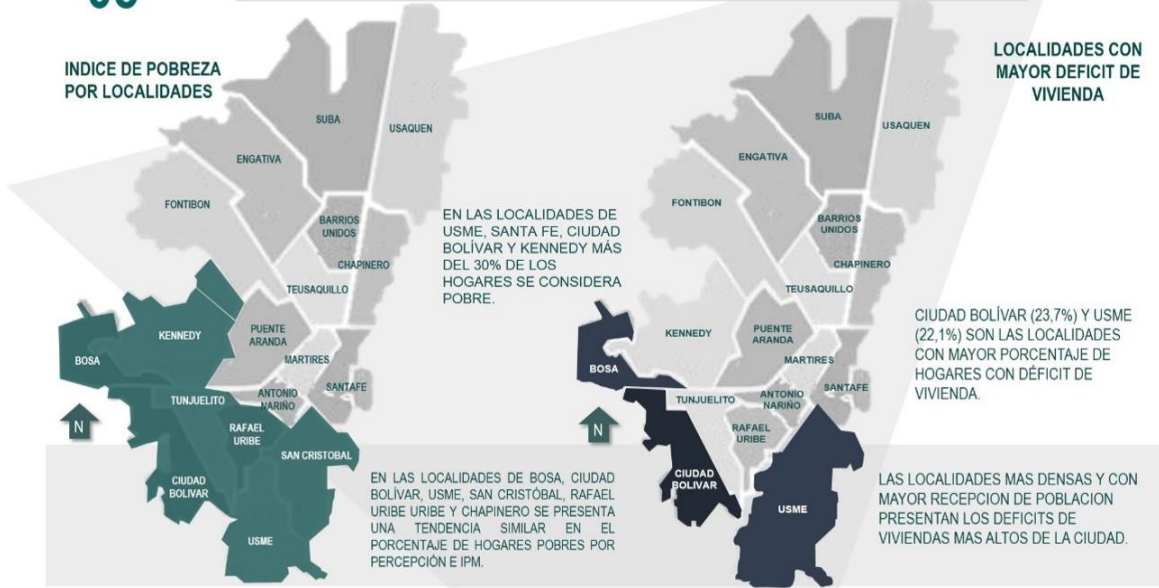 INDICE DE POBREZA
POR LOCALIDADES
SUBA
USAQUEN
ENGATIVA
FONTIBON
BARRIOS
UNIDOS
CHAPINERO
TEUSAQUILLO
KENNEDY
PUENTE
ARANDA
BOSA
MARTIRES
SANTAFE
TUNJUELITO
ANTONIO
NARIÑO
N
RAFAEL
URIBE
SAN CRISTOBAL
CIUDAD
BOLIVAR
USME
EN LAS LOCALIDADES DE
USME, SANTA FE, CIUDAD
BOLÍVAR Y KENNEDY MÁS
DEL 30% DE LOS
HOGARES SE CONSIDERA
POBRE.
EN LAS LOCALIDADES DE BOSA, CIUDAD
BOLÍVAR, USME, SAN CRISTÓBAL, RAFAEL
URIBE URIBE Y CHAPINERO SE PRESENTA
UNA TENDENCIA SIMILAR EN EL
PORCENTAJE DE HOGARES POBRES POR
PERCEPCIÓN E IPM.
LOCALIDADES CON
MAYOR DEFICIT DE
VIVIENDA
SUBA
USAQUEN
ENGATIVA
FONTIBON
BARRIOS
UNIDOS
CHAPINERO
TEUSAQUILLO
KENNEDY
PUENTE
ARANDA
MARTIRES
BOSA
SANTAFE
TUNJUELITO
ANTONIO
NARIÑO
N
RAFAEL
URIBE
CIUDAD
BOLIVAR
USME
CIUDAD BOLÍVAR (23,7%) Y USME
(22,1%) SON LAS LOCALIDADES
CON MAYOR PORCENTAJE DE
HOGARES CON DÉFICIT DE
VIVIENDA.
LAS LOCALIDADES MAS DENSAS Y CON
MAYOR RECEPCION DE POBLACION
PRESENTAN LOS DEFICITS DE
VIVIENDAS MAS ALTOS DE LA CIUDAD.